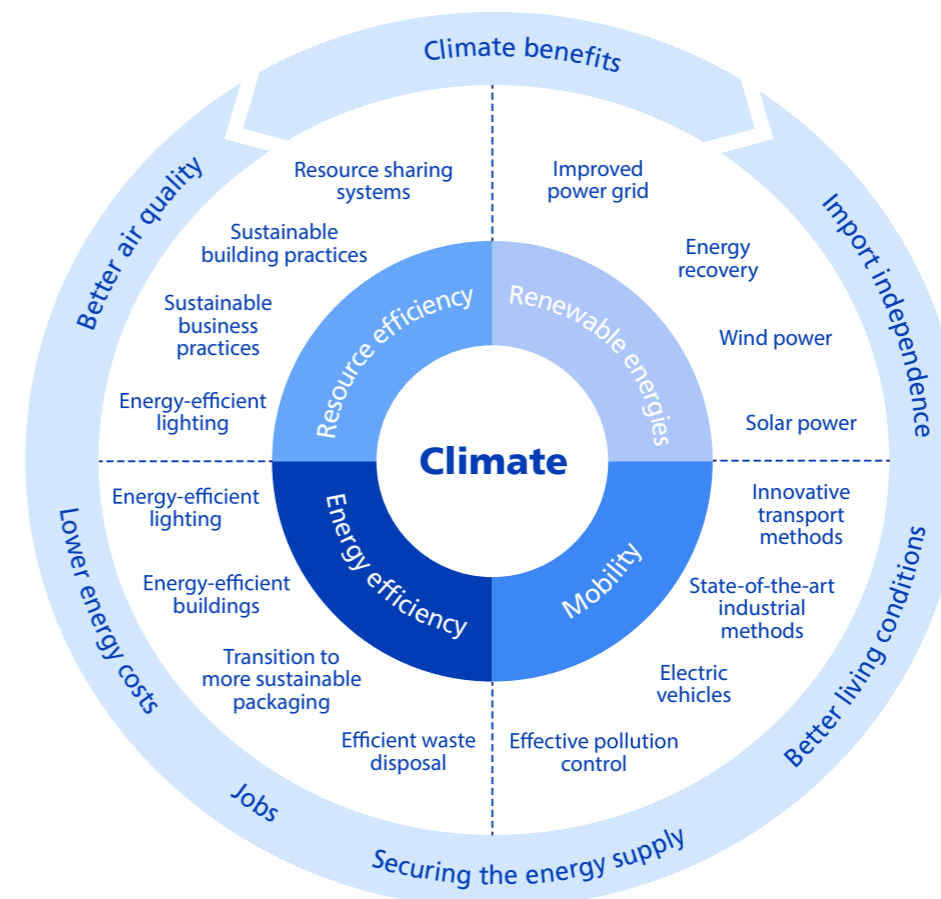 Climate benefits
Import independence
Better living conditions
Securing the energy supply
Jobs
Lower energy costs
Better air quality
Climate
Resource efficiency
Resource sharing
systems
Sustainable
building practices
Sustainable
business
practices
Energy-efficient
lighting
Renewable energies
Improved
power grid
Energy
recovery
Wind power
Solar power
Mobility
Innovative
transport
methods
State-of-the-art
industrial
methods
Electric
vehicles
Effective pollution
control
Energy efficiency
Energy-efficient
lighting
Energy-efficient
buildings
Transition to
more sustainable
packaging
Efficient waste
disposal